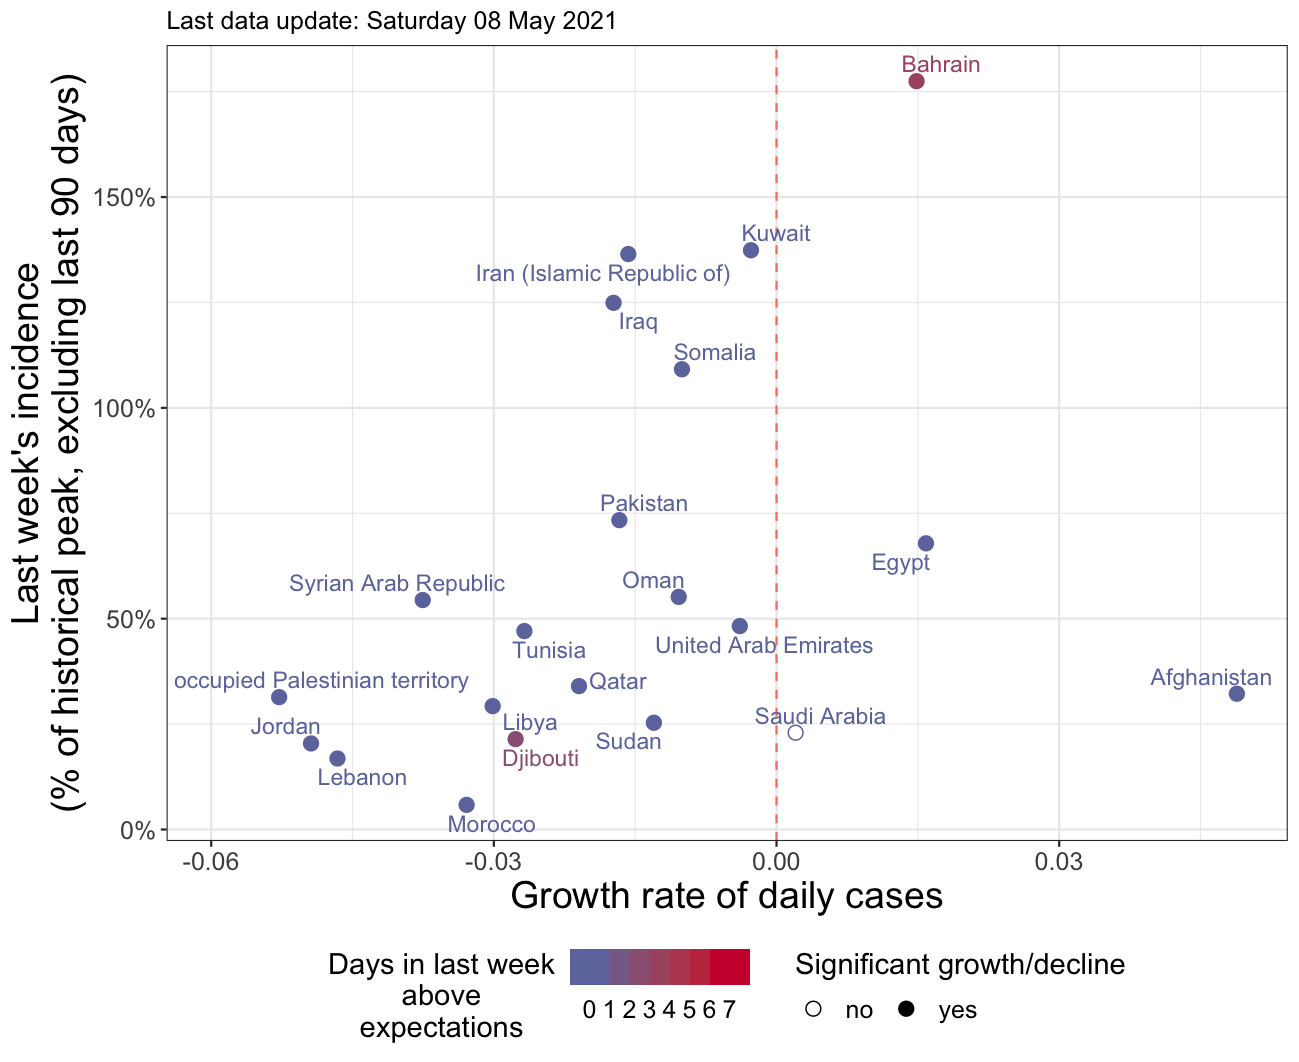 Last data update: Saturday 08 May 2021
Last week's incidence
(% of historical peak, excluding last 90 days)
150%
100%
50%
0%
Bahrain
Kuwait
Iran (Islamic Republic of)
Iraq
Somalia
Pakistan
Egypt
Syrian Arab Republic
Oman
Tunisia
United Arab Emirates
occupied Palestinian territory
Qatar
Afghanistan
Jordan
Libya
Saudi Arabia
Sudan
Djibouti
Lebanon
Morocco
-0.06 -0.03 0.00 0.03
Growth rate of daily cases
Days in last week
above
expectations
0 1 2 3 4 5 6 7
Significant growth/decline
no yes